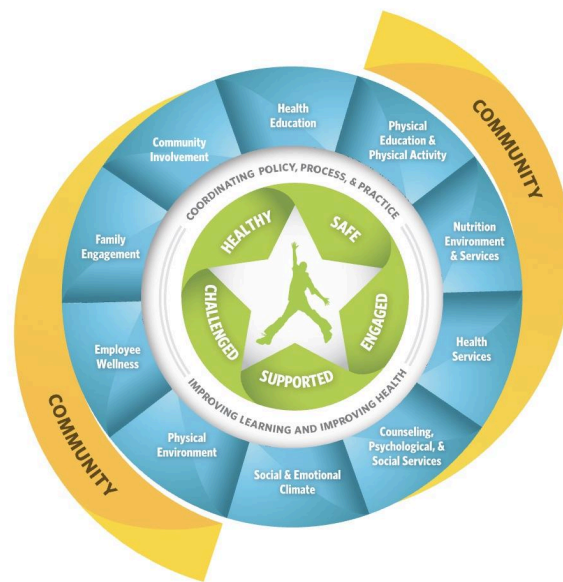 COMMUNITY
Health
Education
Physical
Education &
Physical Activity
Nutrition
Environment
& Services
Health
Services
Counseling,
Psychological, &
Social Services
Social & Emotional
Climate
Physical
Environment
Employee
Wellness
Family
Engagement
Community
Involvement
COORDINATING POLICY, PROCESS, & PRACTICE
IMPROVING LEARNING AND IMPROVING HEALTH
HEALTHY
SAFE
ENGAGED
SUPPORTED
CHALLENGED
COMMUNITY